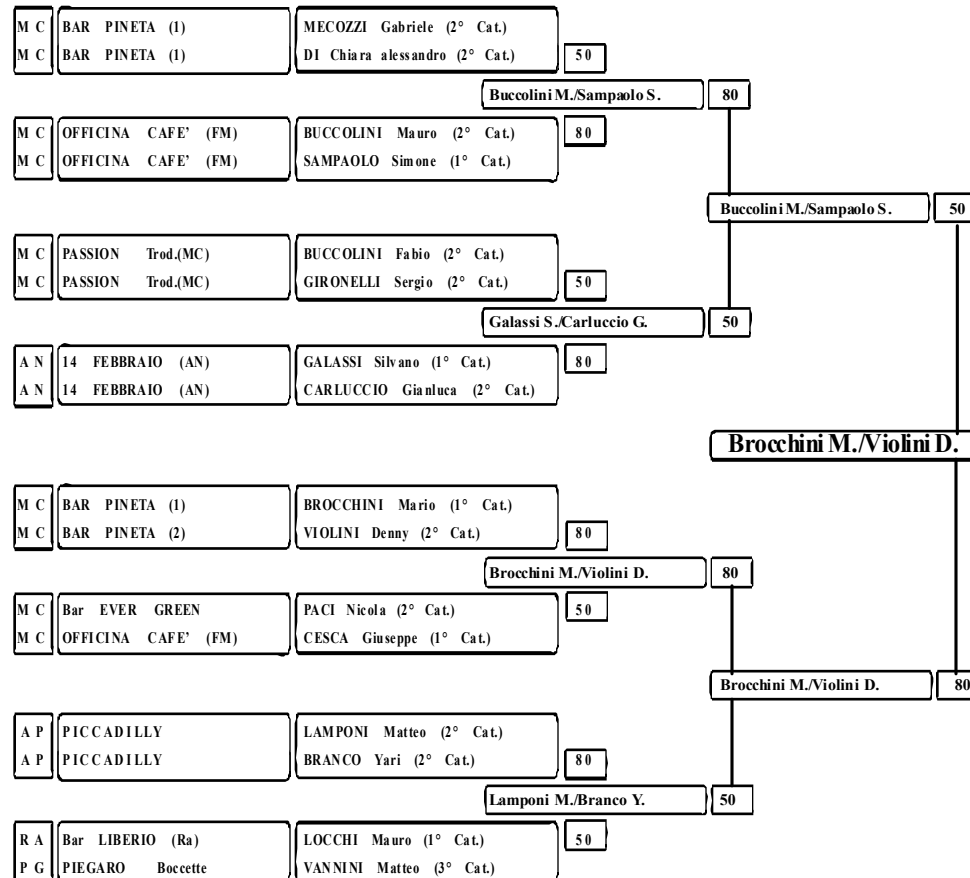 M C BAR PINETA (1) MECOZZI Gabriele (2° Cat.)
M C BAR PINETA (1) DI Chiara alessandro (2° Cat.) 50
Buccolini M./Sampaolo S. 80
M C OFFICINA CAFE' (FM) BUCCOLINI Mauro (2° Cat.) 80
M C OFFICINA CAFE' (FM) SAMPAOLO Simone (1° Cat.)
Buccolini M./Sampaolo S. 50
M C PASSION Trod.(MC) BUCCOLINI Fabio (2° Cat.)
M C PASSION Trod.(MC) GIRONELLI Sergio (2° Cat.) 50
Galassi S./Carluccio G. 50
A N 14 FEBBRAIO (AN) GALASSI Silvano (1° Cat.) 80
A N 14 FEBBRAIO (AN) CARLUCCIO Gianluca (2° Cat.)
Brocchini M./Violini D.
M C BAR PINETA (1) BROCCHINI Mario (1° Cat.)
M C BAR PINETA (2) VIOLINI Denny (2° Cat.) 80
Brocchini M./Violini D. 80
M C Bar EVER GREEN PACI Nicola (2° Cat.) 50
M C OFFICINA CAFE' (FM) CESCA Giuseppe (1° Cat.)
Brocchini M./Violini D. 80
A P PICCADILLY LAMPONI Matteo (2° Cat.)
A P PICCADILLY BRANCO Yari (2° Cat.) 80
Lamponi M./Branco Y. 50
R A Bar LIBERIO (Ra) LOCCHI Mauro (1° Cat.) 50
P G PIEGARO Boccette VANNINI Matteo (3° Cat.)